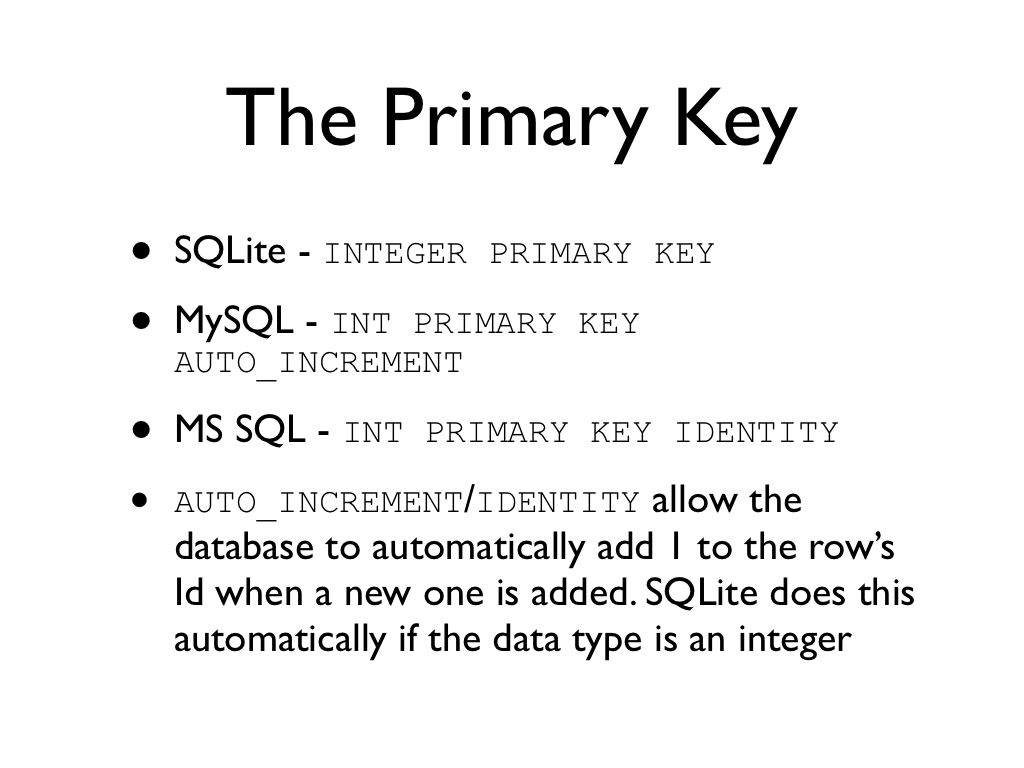 The Primary Key
• SQLite - INTEGER PRIMARY KEY
• MySQL - INT PRIMARY KEY
AUTO_INCREMENT
• MS SQL - INT PRIMARY KEY IDENTITY
• AUTO_INCREMENT/IDENTITY allow the
database to automatically add 1 to the row’s
Id when a new one is added. SQLite does this
automatically if the data type is an integer